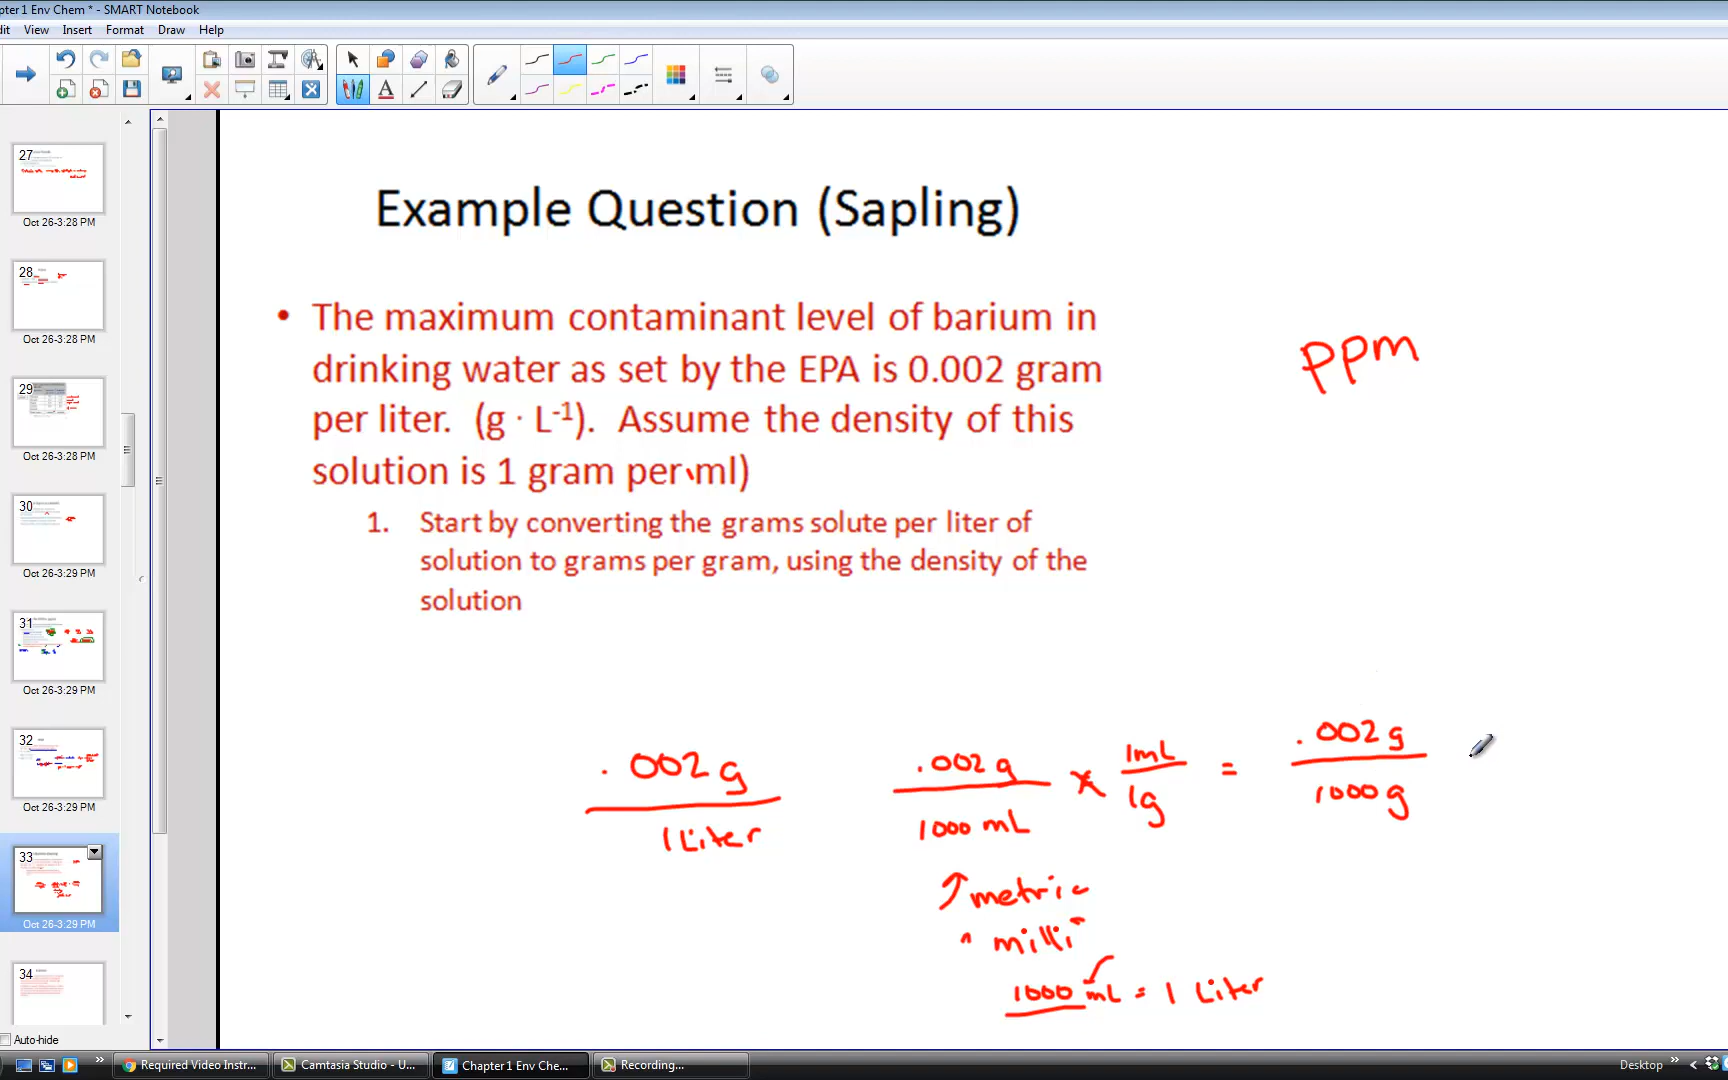 pter 1 Env Chem * - SMART Notebook
dit View Insert Format Draw Help
27
Oct 26-3:28 PM
28
Oct 26-3:28 PM
29
Oct 26-3:28 PM
30
Oct 26-3:29 PM
31
Oct 26-3:29 PM
32
Oct 26-3:29 PM
33
Oct 26-3:29 PM
34
Auto-hide
Example Question (Sapling)
• The maximum contaminant level of barium in
drinking water as set by the EPA is 0.002 gram
per liter. (g · L⁻¹). Assume the density of this
solution is 1 gram per ml)
1. Start by converting the grams solute per liter of
solution to grams per gram, using the density of the
solution
ppm
.002 g
1 Liter
.002 g
1000 mL
×
1mL
1g
=
.002 g
1000 g
metric
milli
1000 mL = 1 Liter
Required Video Instr... Camtasia Studio - U... Chapter 1 Env Che... Recording... Desktop